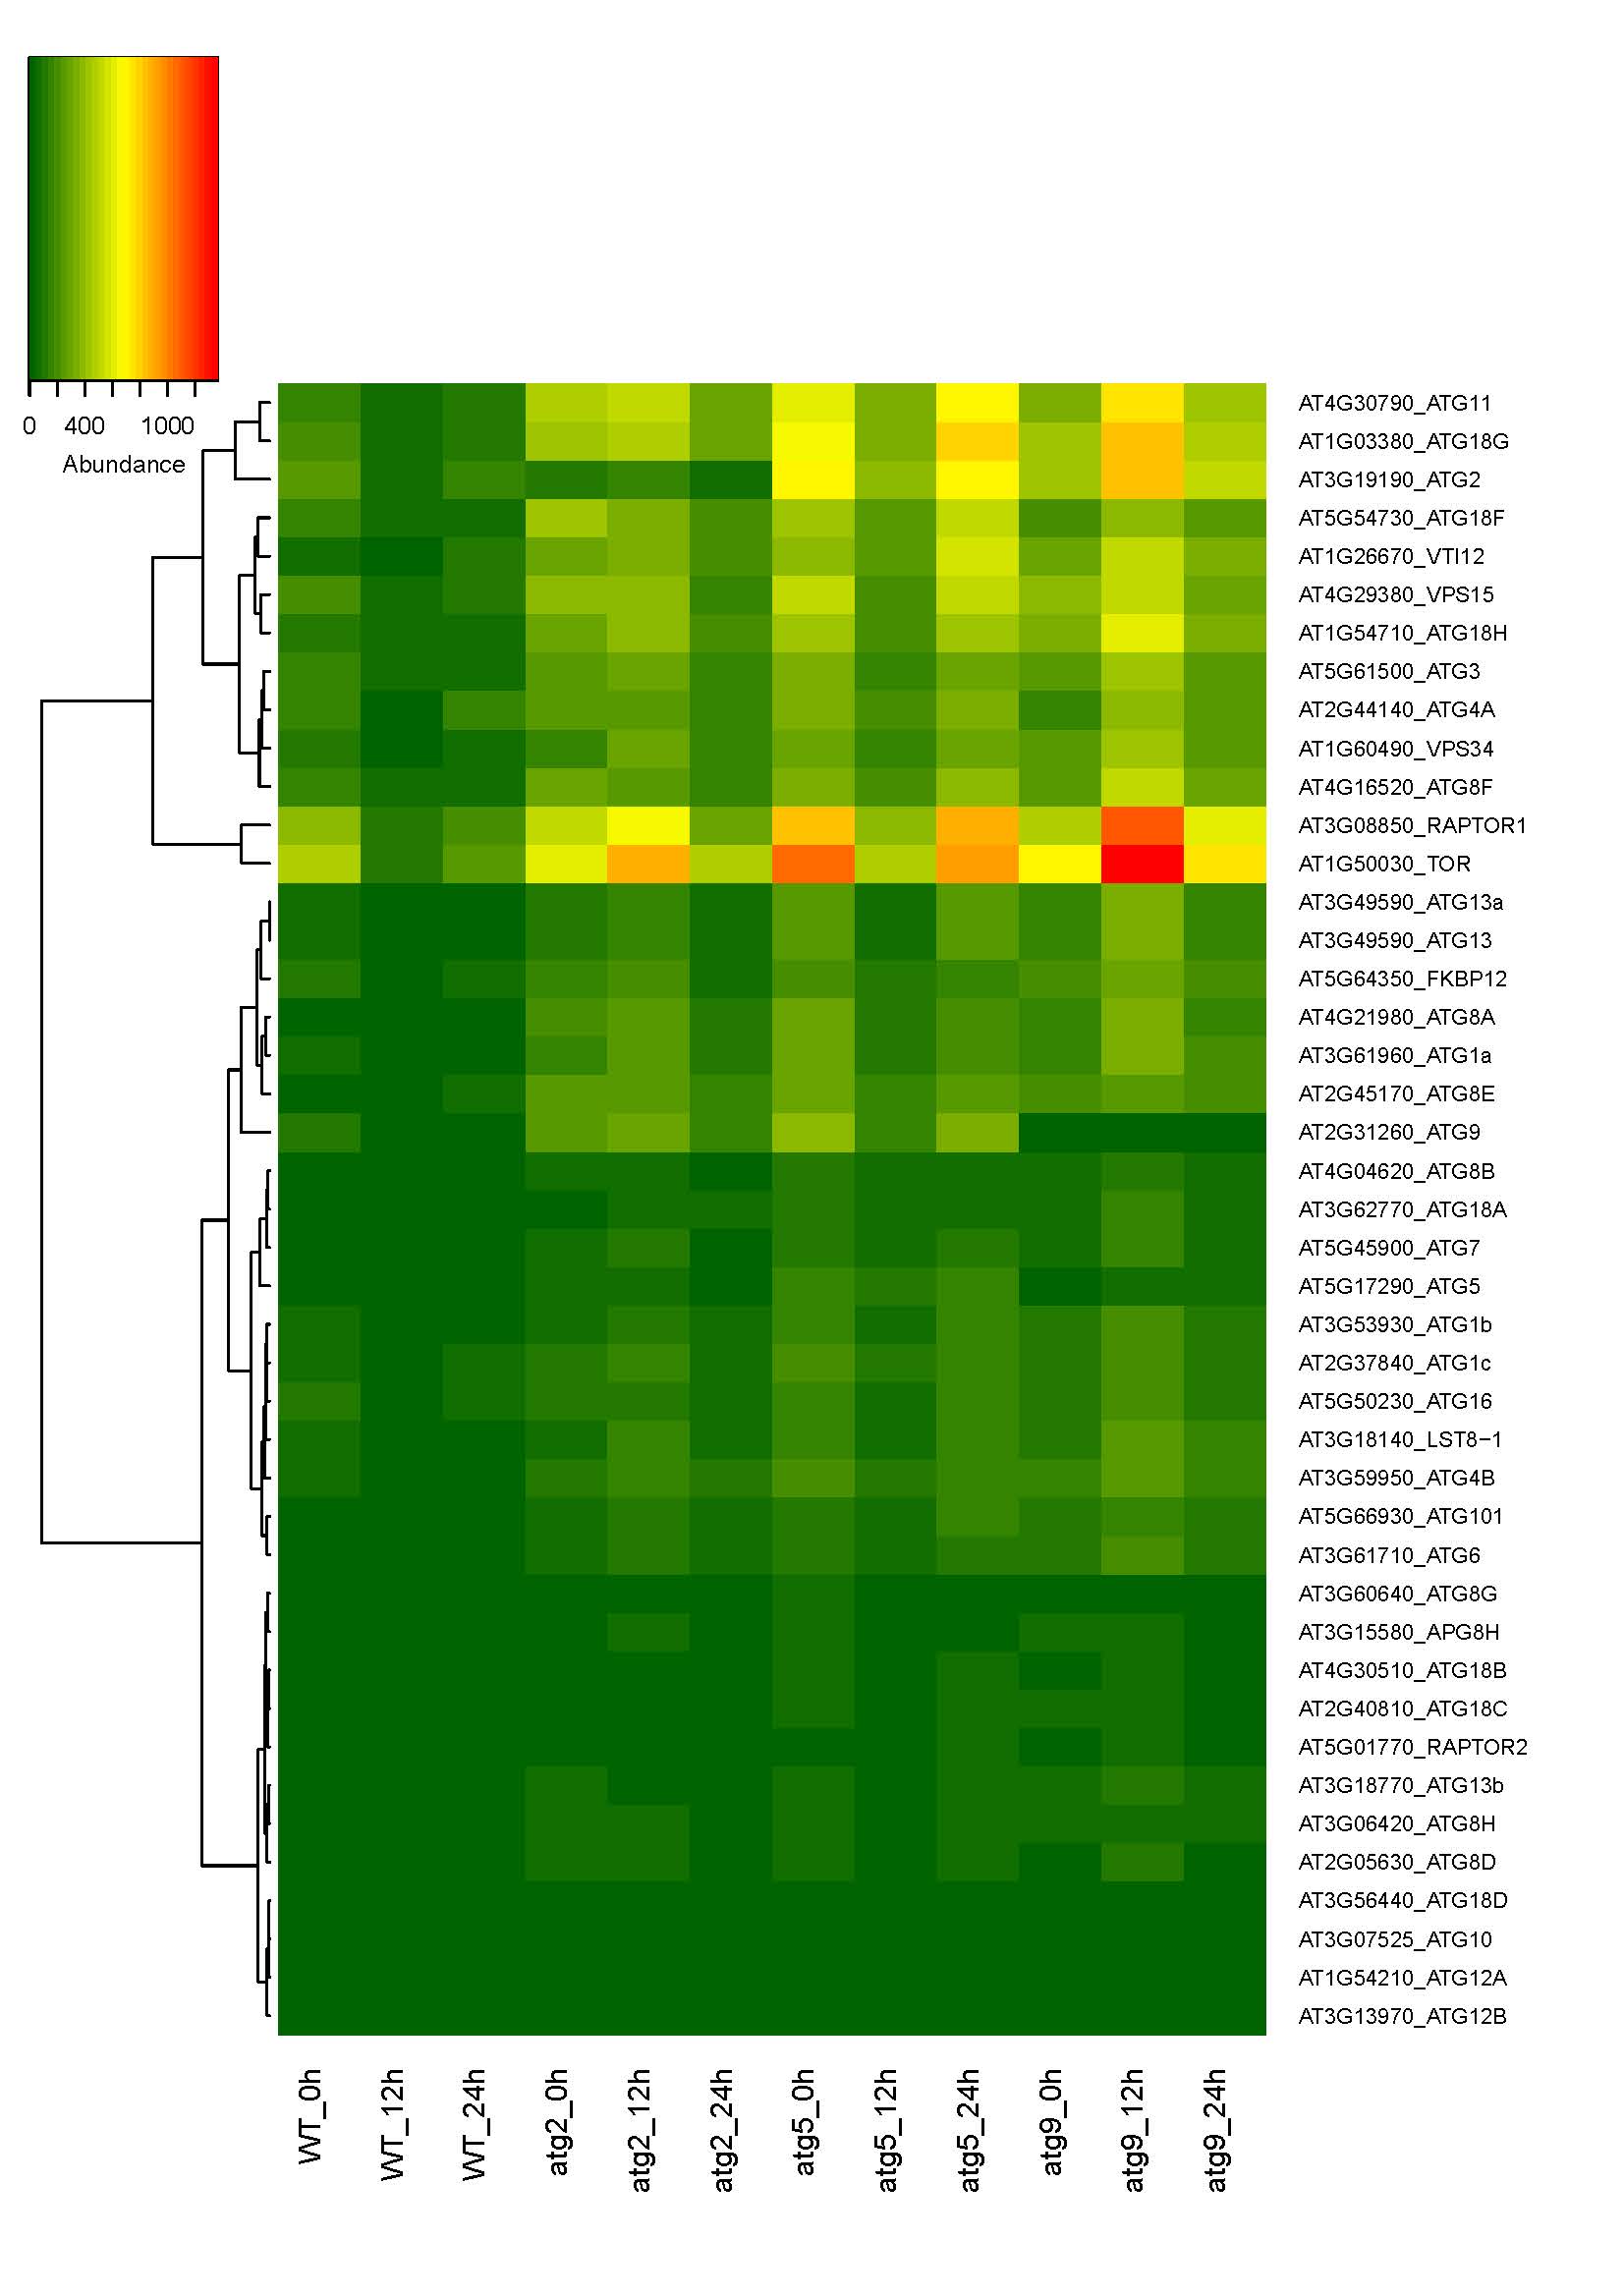 0 400 1000
Abundance
AT4G30790_ATG11
AT1G03380_ATG18G
AT3G19190_ATG2
AT5G54730_ATG18F
AT1G26670_VTI12
AT4G29380_VPS15
AT1G54710_ATG18H
AT5G61500_ATG3
AT2G44140_ATG4A
AT1G60490_VPS34
AT4G16520_ATG8F
AT3G08850_RAPTOR1
AT1G50030_TOR
AT3G49590_ATG13a
AT3G49590_ATG13
AT5G64350_FKBP12
AT4G21980_ATG8A
AT3G61960_ATG1a
AT2G45170_ATG8E
AT2G31260_ATG9
AT4G04620_ATG8B
AT3G62770_ATG18A
AT5G45900_ATG7
AT5G17290_ATG5
AT3G53930_ATG1b
AT2G37840_ATG1c
AT5G50230_ATG16
AT3G18140_LST8−1
AT3G59950_ATG4B
AT5G66930_ATG101
AT3G61710_ATG6
AT3G60640_ATG8G
AT3G15580_APG8H
AT4G30510_ATG18B
AT2G40810_ATG18C
AT5G01770_RAPTOR2
AT3G18770_ATG13b
AT3G06420_ATG8H
AT2G05630_ATG8D
AT3G56440_ATG18D
AT3G07525_ATG10
AT1G54210_ATG12A
AT3G13970_ATG12B
WT_0h
WT_12h
WT_24h
atg2_0h
atg2_12h
atg2_24h
atg5_0h
atg5_12h
atg5_24h
atg9_0h
atg9_12h
atg9_24h